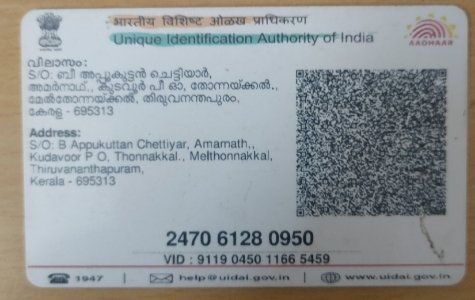 भारतीय विशिष्ट ओळख प्राधिकरण
Unique Identification Authority of India
AADHAAR
വിലാസം:
S/O: ബീ അപ്പുകുട്ടൻ ചെട്ടിയാർ,
അമർനാഥ്,, കുടവൂർ പീ ഓ, തോന്നയ്ക്കൽ.,
മേൽതോന്നയ്ക്കൽ, തിരുവനന്തപുരം,
കേരള - 695313
Address:
S/O: B Appukuttan Chettiyar, Amarnath,,
Kudavoor P O, Thonnakkal., Melthonnakkal,
Thiruvananthapuram,
Kerala - 695313
2470 6128 0950
VID : 9119 0450 1166 5459
1947 | help@uidai.gov.in | www.uidai.gov.in